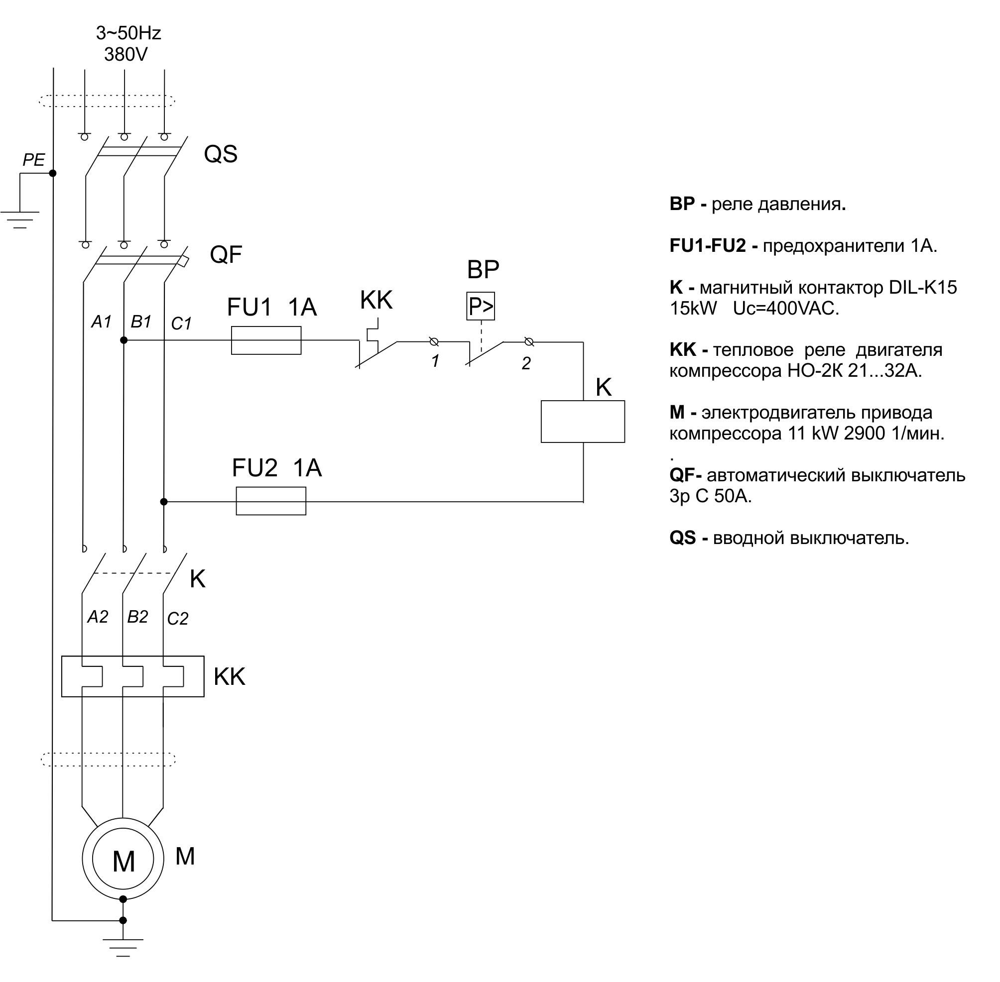 3~50Hz
380V
QS
PE
QF
BP
P>
KK
FU1 1A
A1
B1
C1
1
2
K
FU2 1A
K
A2
B2
C2
KK
M
M
BP - реле давления.
FU1-FU2 - предохранители 1А.
K - магнитный контактор DIL-K15
15kW Uc=400VAC.
KK - тепловое реле двигателя
компрессора НО-2К 21...32А.
M - электродвигатель привода
компрессора 11 kW 2900 1/мин.
.
QF- автоматический выключатель
3р С 50А.
QS - вводной выключатель.